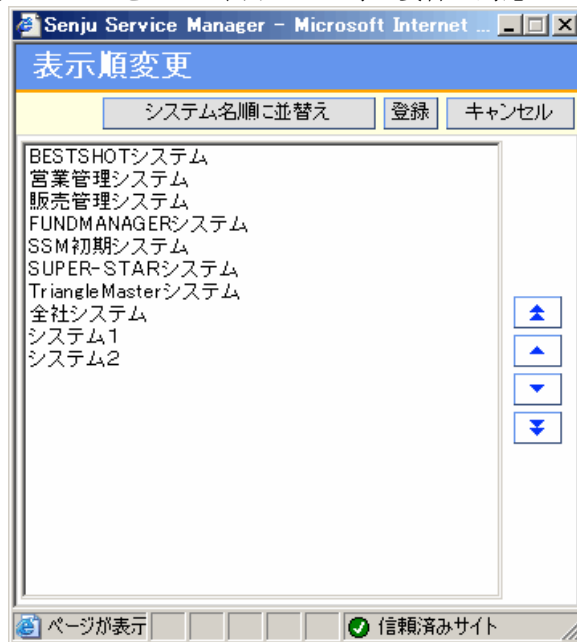 Senju Service Manager - Microsoft Internet ...
表示順変更
システム名順に並替え 登録 キャンセル
BESTSHOTシステム
営業管理システム
販売管理システム
FUNDMANAGERシステム
SSM初期システム
SUPER-STARシステム
TriangleMasterシステム
全社システム
システム1
システム2
ページが表示 信頼済みサイト